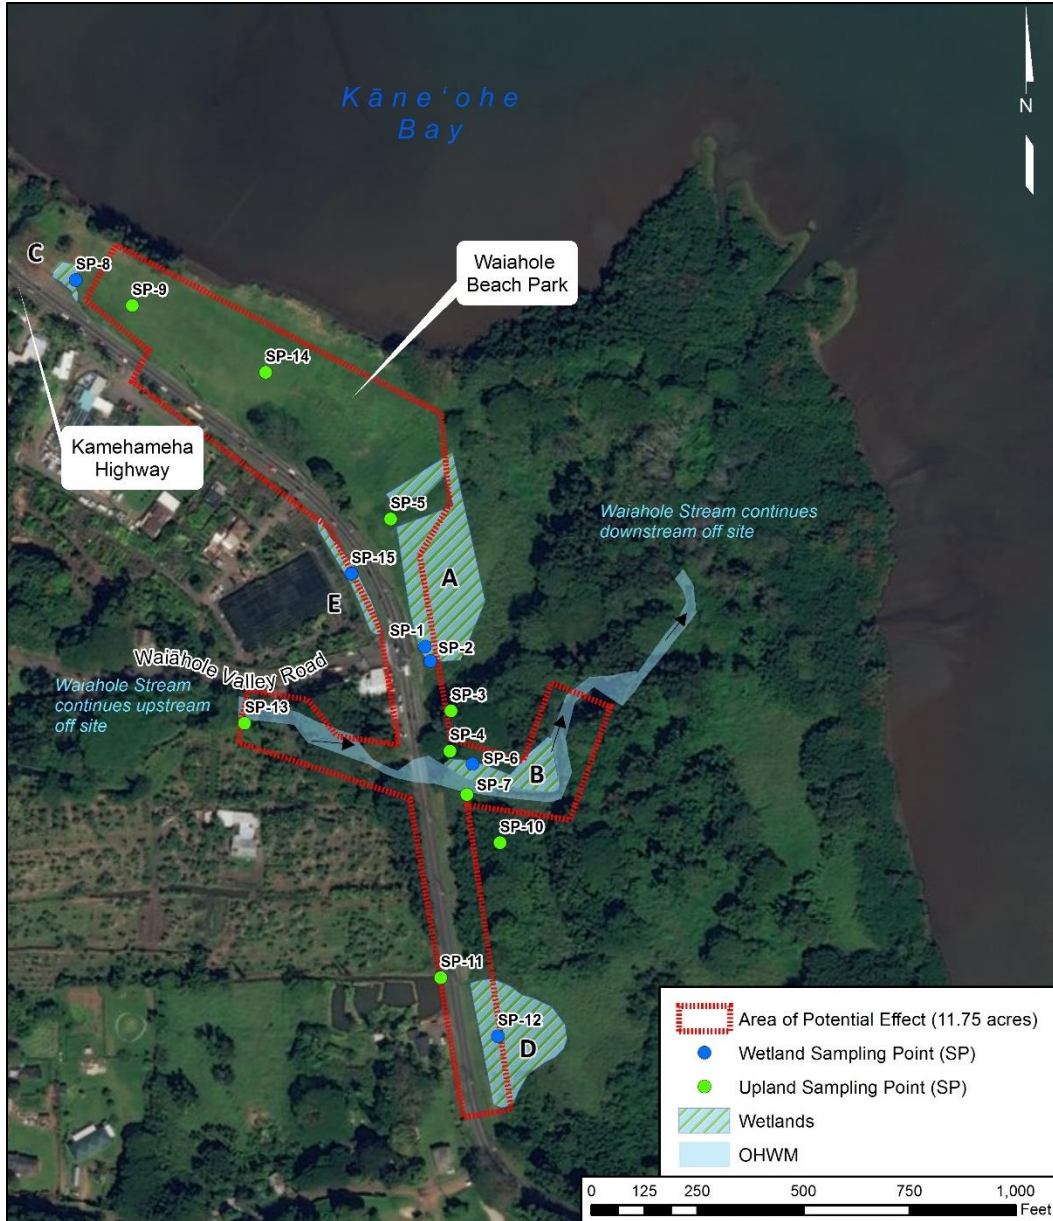 Kāne‘ohe
Bay
N
C
SP-8
SP-9
Waiahole
Beach Park
SP-14
Kamehameha
Highway
SP-5
Waiahole Stream continues
downstream off site
SP-15
A
E
SP-1
SP-2
Waiāhole Valley Road
Waiahole Stream
continues upstream
off site
SP-13
SP-3
SP-4
SP-6
B
SP-7
SP-10
SP-11
SP-12
D
Area of Potential Effect (11.75 acres)
Wetland Sampling Point (SP)
Upland Sampling Point (SP)
Wetlands
OHWM
0 125 250 500 750 1,000
Feet